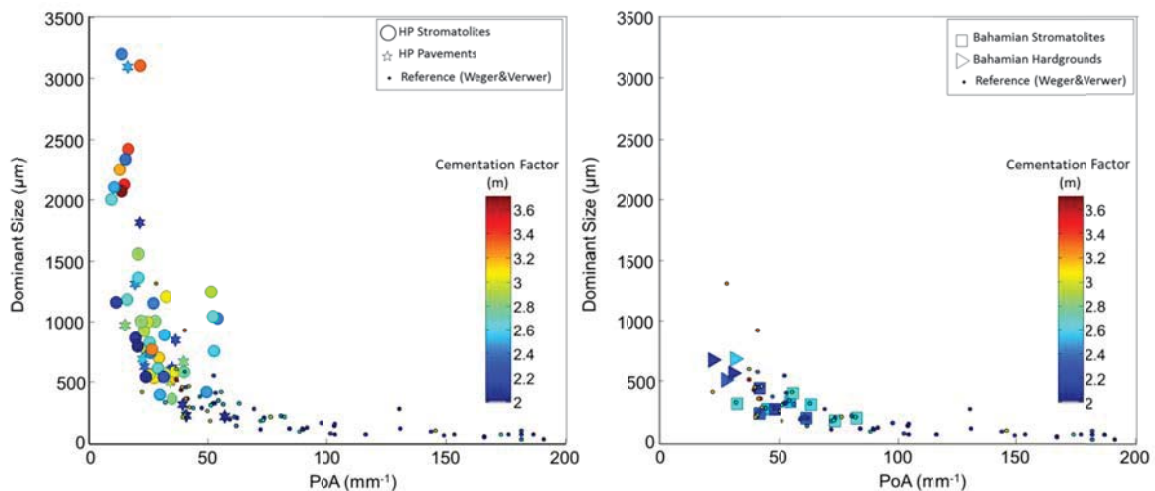 3500
3000
2500
2000
1500
1000
500
0
Dominant Size (µm)
0 50 100 150 200
PoA (mm⁻¹)
HP Stromatolites
HP Pavements
Reference (Weger&Verwer)
Cementation Factor
(m)
3.6
3.4
3.2
3
2.8
2.6
2.4
2.2
2
3500
3000
2500
2000
1500
1000
500
0
Dominant Size (µm)
0 50 100 150 200
PoA (mm⁻¹)
Bahamian Stromatolites
Bahamian Hardgrounds
Reference (Weger&Verwer)
Cementation Factor
(m)
3.6
3.4
3.2
3
2.8
2.6
2.4
2.2
2